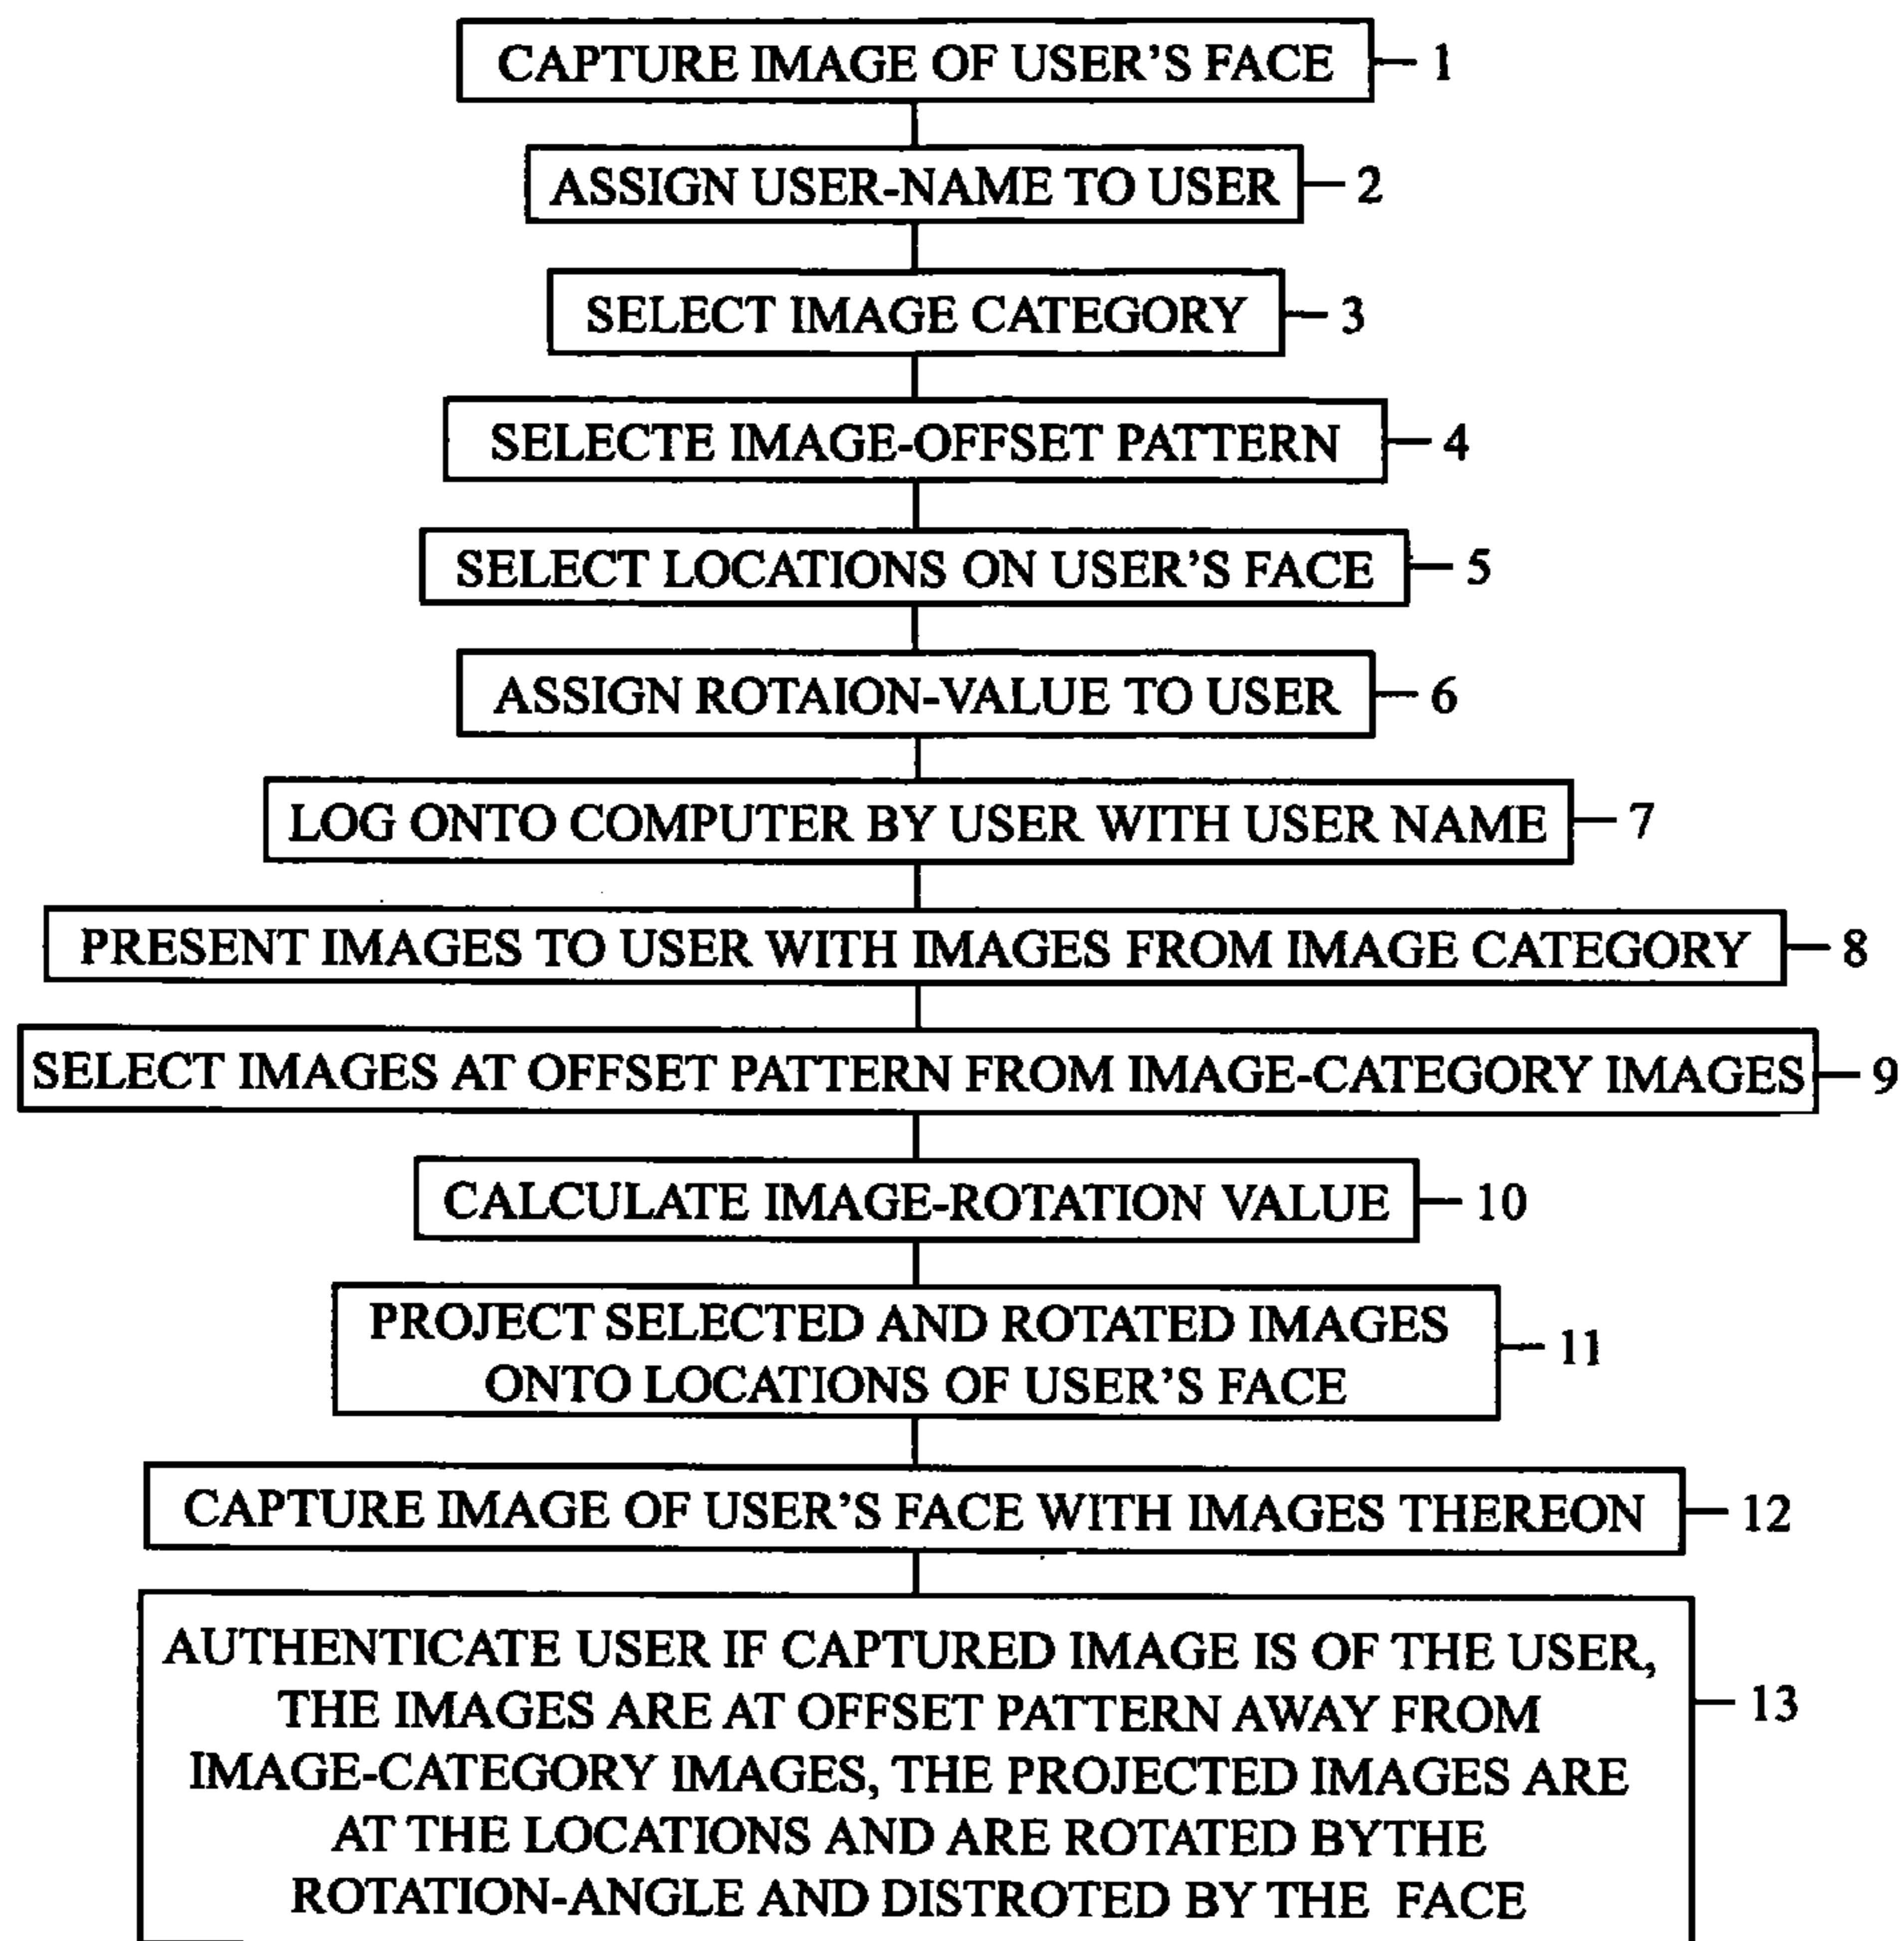 CAPTURE IMAGE OF USER'S FACE 1
ASSIGN USER-NAME TO USER 2
SELECT IMAGE CATEGORY 3
SELECTE IMAGE-OFFSET PATTERN 4
SELECT LOCATIONS ON USER'S FACE 5
ASSIGN ROTAION-VALUE TO USER 6
LOG ONTO COMPUTER BY USER WITH USER NAME 7
PRESENT IMAGES TO USER WITH IMAGES FROM IMAGE CATEGORY 8
SELECT IMAGES AT OFFSET PATTERN FROM IMAGE-CATEGORY IMAGES 9
CALCULATE IMAGE-ROTATION VALUE 10
PROJECT SELECTED AND ROTATED IMAGES
ONTO LOCATIONS OF USER'S FACE
11
CAPTURE IMAGE OF USER'S FACE WITH IMAGES THEREON 12
AUTHENTICATE USER IF CAPTURED IMAGE IS OF THE USER,
THE IMAGES ARE AT OFFSET PATTERN AWAY FROM
IMAGE-CATEGORY IMAGES, THE PROJECTED IMAGES ARE
AT THE LOCATIONS AND ARE ROTATED BYTHE
ROTATION-ANGLE AND DISTROTED BY THE FACE
13